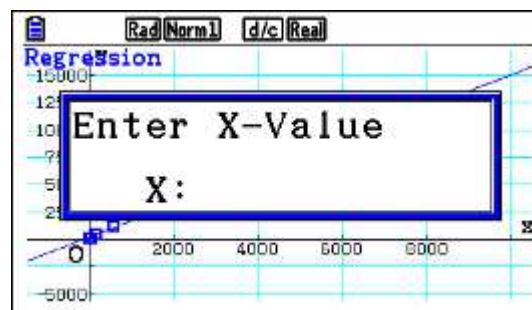 Rad Norm1 d/c Real
Regression
15000
Enter X-Value
X:
O 2000 4000 6000 8000
-5000